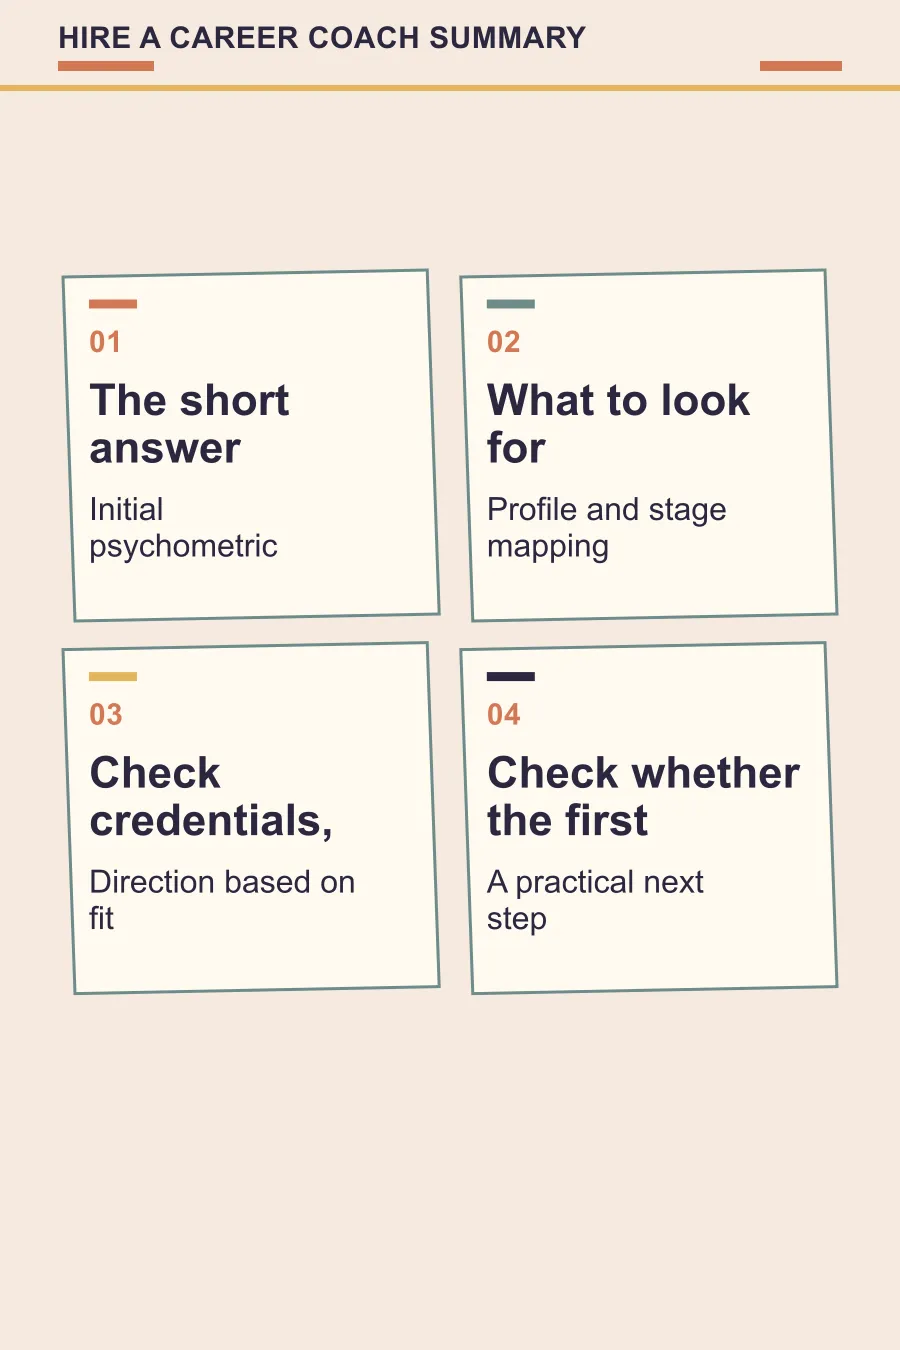 HIRE A CAREER COACH SUMMARY
01
The short
answer
Initial
psychometric
02
What to look
for
Profile and stage
mapping
03
Check
credentials,
Direction based on
fit
04
Check whether
the first
A practical next
step